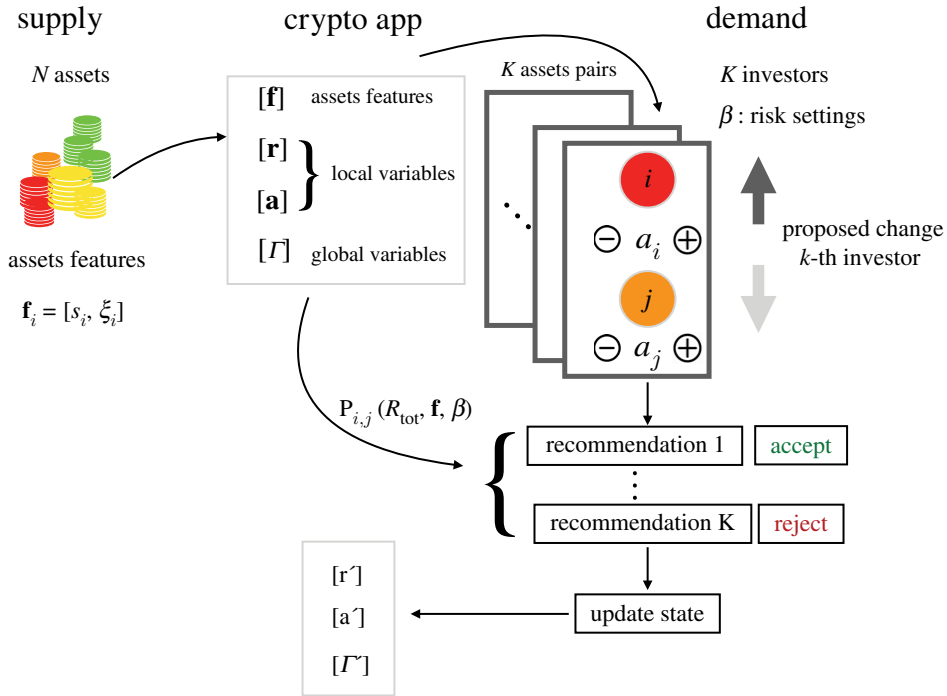 supply
crypto app
demand
N assets
K assets pairs
K investors
β : risk settings
[f] assets features
[r]
[a]
} local variables
[Γ] global variables
assets features
f_i = [s_i, ξ_i]
i
⊖ a_i ⊕
j
⊖ a_j ⊕
proposed change
k-th investor
P_{i,j} (R_tot, f, β)
{
recommendation 1 accept
recommendation K reject
update state
[r´]
[a´]
[Γ´]